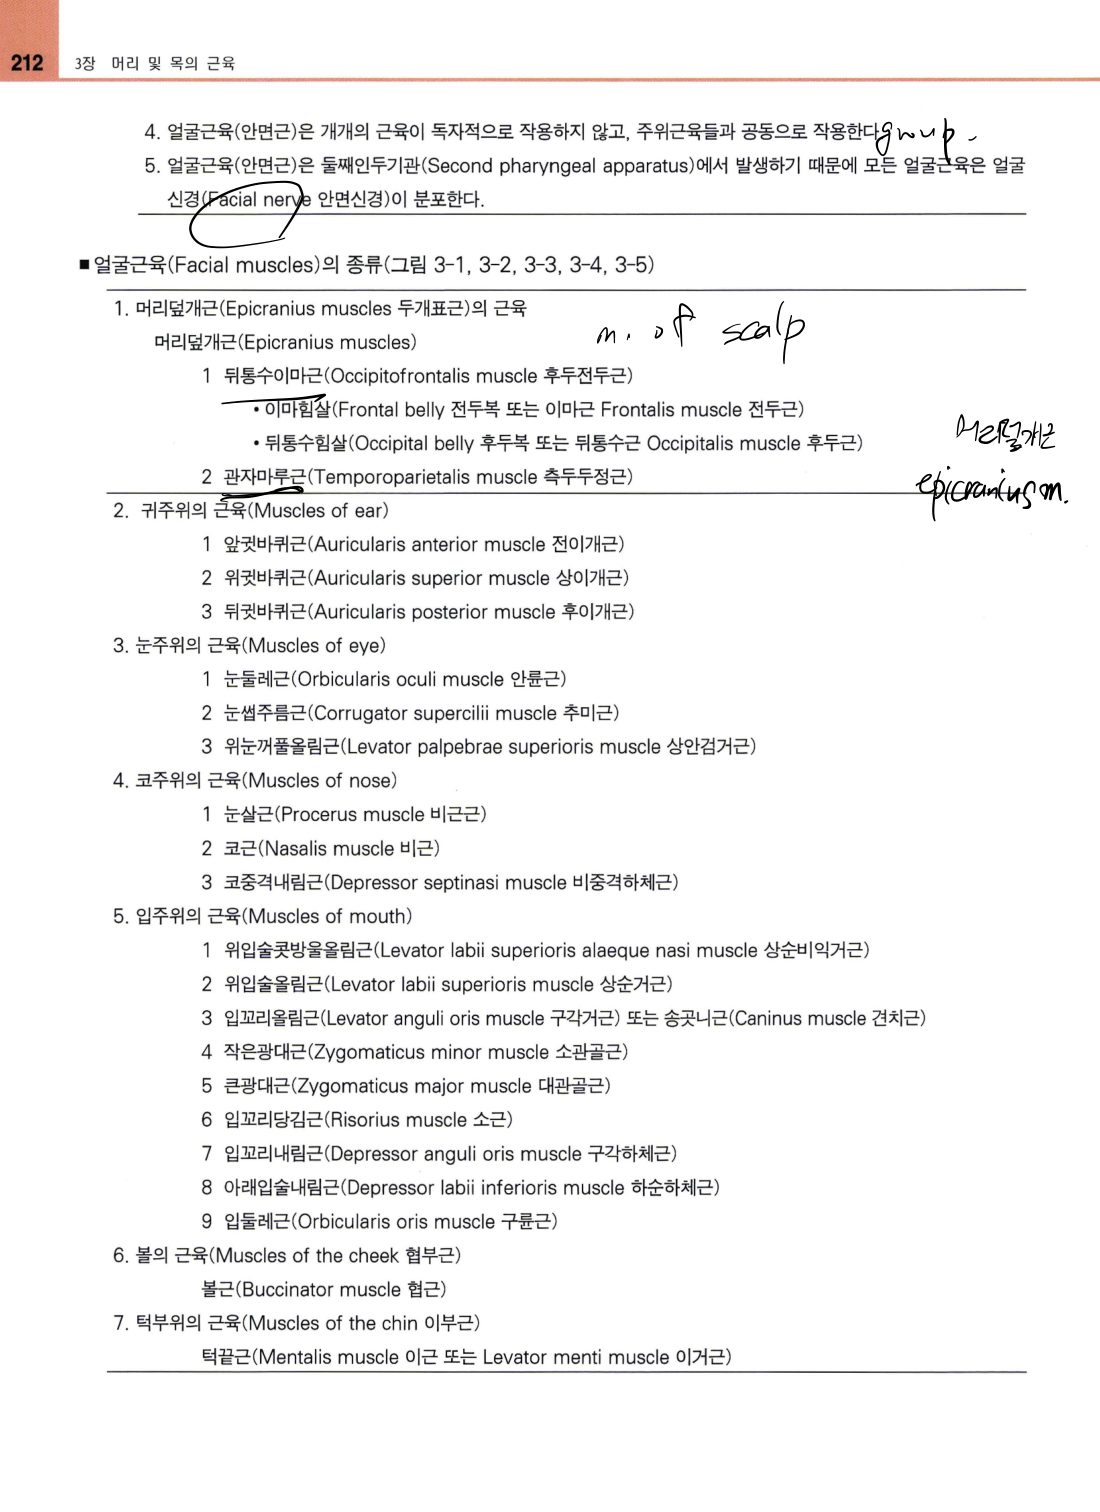 212 3장 머리 및 목의 근육
4. 얼굴근육(안면근)은 개개의 근육이 독자적으로 작용하지 않고, 주위근육들과 공동으로 작용한다 group.
5. 얼굴근육(안면근)은 둘째인두기관(Second pharyngeal apparatus)에서 발생하기 때문에 모든 얼굴근육은 얼굴
신경(Facial nerve 안면신경)이 분포한다.
■ 얼굴근육(Facial muscles)의 종류(그림 3-1, 3-2, 3-3, 3-4, 3-5)
1. 머리덮개근(Epicranius muscles 두개표근)의 근육
m. of scalp
머리덮개근(Epicranius muscles)
1 뒤통수이마근(Occipitofrontalis muscle 후두전두근)
• 이마힘살(Frontal belly 전두복 또는 이마근 Frontalis muscle 전두근)
• 뒤통수힘살(Occipital belly 후두복 또는 뒤통수근 Occipitalis muscle 후두근)
머리덮개근
2 관자마루근(Temporoparietalis muscle 측두두정근)
epicranius m.
2. 귀주위의 근육(Muscles of ear)
1 앞귓바퀴근(Auricularis anterior muscle 전이개근)
2 위귓바퀴근(Auricularis superior muscle 상이개근)
3 뒤귓바퀴근(Auricularis posterior muscle 후이개근)
3. 눈주위의 근육(Muscles of eye)
1 눈둘레근(Orbicularis oculi muscle 안륜근)
2 눈썹주름근(Corrugator supercilii muscle 추미근)
3 위눈꺼풀올림근(Levator palpebrae superioris muscle 상안검거근)
4. 코주위의 근육(Muscles of nose)
1 눈살근(Procerus muscle 비근근)
2 코근(Nasalis muscle 비근)
3 코중격내림근(Depressor septinasi muscle 비중격하체근)
5. 입주위의 근육(Muscles of mouth)
1 위입술콧방울올림근(Levator labii superioris alaeque nasi muscle 상순비익거근)
2 위입술올림근(Levator labii superioris muscle 상순거근)
3 입꼬리올림근(Levator anguli oris muscle 구각거근) 또는 송곳니근(Caninus muscle 견치근)
4 작은광대근(Zygomaticus minor muscle 소관골근)
5 큰광대근(Zygomaticus major muscle 대관골근)
6 입꼬리당김근(Risorius muscle 소근)
7 입꼬리내림근(Depressor anguli oris muscle 구각하체근)
8 아래입술내림근(Depressor labii inferioris muscle 하순하체근)
9 입둘레근(Orbicularis oris muscle 구륜근)
6. 볼의 근육(Muscles of the cheek 협부근)
볼근(Buccinator muscle 협근)
7. 턱부위의 근육(Muscles of the chin 이부근)
턱끝근(Mentalis muscle 이근 또는 Levator menti muscle 이거근)